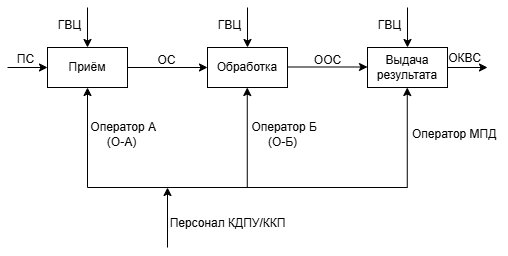 ГВЦ
ГВЦ
ГВЦ
ПС
Приём
ОС
Обработка
ООС
Выдача
результата
ОКВС
Оператор А
(О-А)
Оператор Б
(О-Б)
Оператор МПД
Персонал КДПУ/ККП